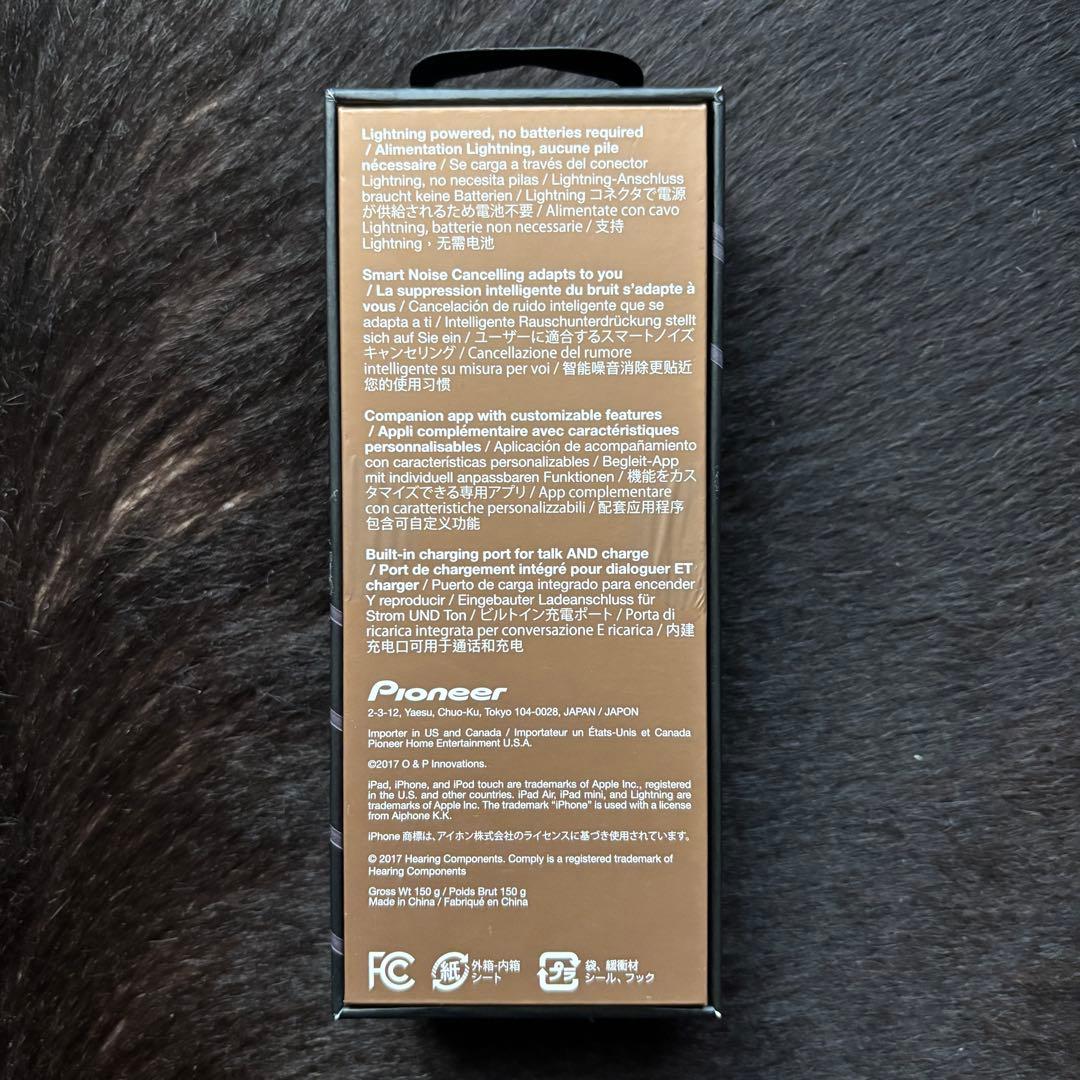 Lightning powered, no batteries required
/ Alimentation Lightning, aucune pile
nécessaire / Se carga a través del conector
Lightning, no necesita pilas / Lightning-Anschluss
braucht keine Batterien / Lightning コネクタで電源
が供給されるため電池不要 / Alimentate con cavo
Lightning, batterie non necessarie / 支持
Lightning，无需电池
Smart Noise Cancelling adapts to you
/ La suppression intelligente du bruit s’adapte à
vous / Cancelación de ruido inteligente que se
adapta a ti / Intelligente Rauschunterdrückung stellt
sich auf Sie ein / ユーザーに適合するスマートノイズ
キャンセリング / Cancellazione del rumore
intelligente su misura per voi / 智能噪音消除更贴近
您的使用习惯
Companion app with customizable features
/ Appli complémentaire avec caractéristiques
personnalisables / Aplicación de acompañamiento
con características personalizables / Begleit-App
mit individuell anpassbaren Funktionen / 機能をカス
タマイズできる専用アプリ / App complementare
con caratteristiche personalizzabili / 配套应用程序
包含可自定义功能
Built-in charging port for talk AND charge
/ Port de chargement intégré pour dialoguer ET
charger / Puerto de carga integrado para encender
Y reproducir / Eingebauter Ladeanschluss für
Strom UND Ton / ビルトイン充電ポート / Porta di
ricarica integrata per conversazione E ricarica / 内建
充电口可用于通话和充电
Pioneer
2-3-12, Yaesu, Chuo-Ku, Tokyo 104-0028, JAPAN / JAPON
Importer in US and Canada / Importateur un États-Unis et Canada
Pioneer Home Entertainment U.S.A.
©2017 O & P Innovations.
iPad, iPhone, and iPod touch are trademarks of Apple Inc., registered
in the U.S. and other countries. iPad Air, iPad mini, and Lightning are
trademarks of Apple Inc. The trademark “iPhone” is used with a license
from Aiphone K.K.
iPhone 商標は、アイホン株式会社のライセンスに基づき使用されています。
© 2017 Hearing Components. Comply is a registered trademark of
Hearing Components
Gross Wt 150 g / Poids Brut 150 g
Made in China / Fabriqué en China
FC 紙 外箱・内箱 プラ 袋、緩衝材
シート シール、フック